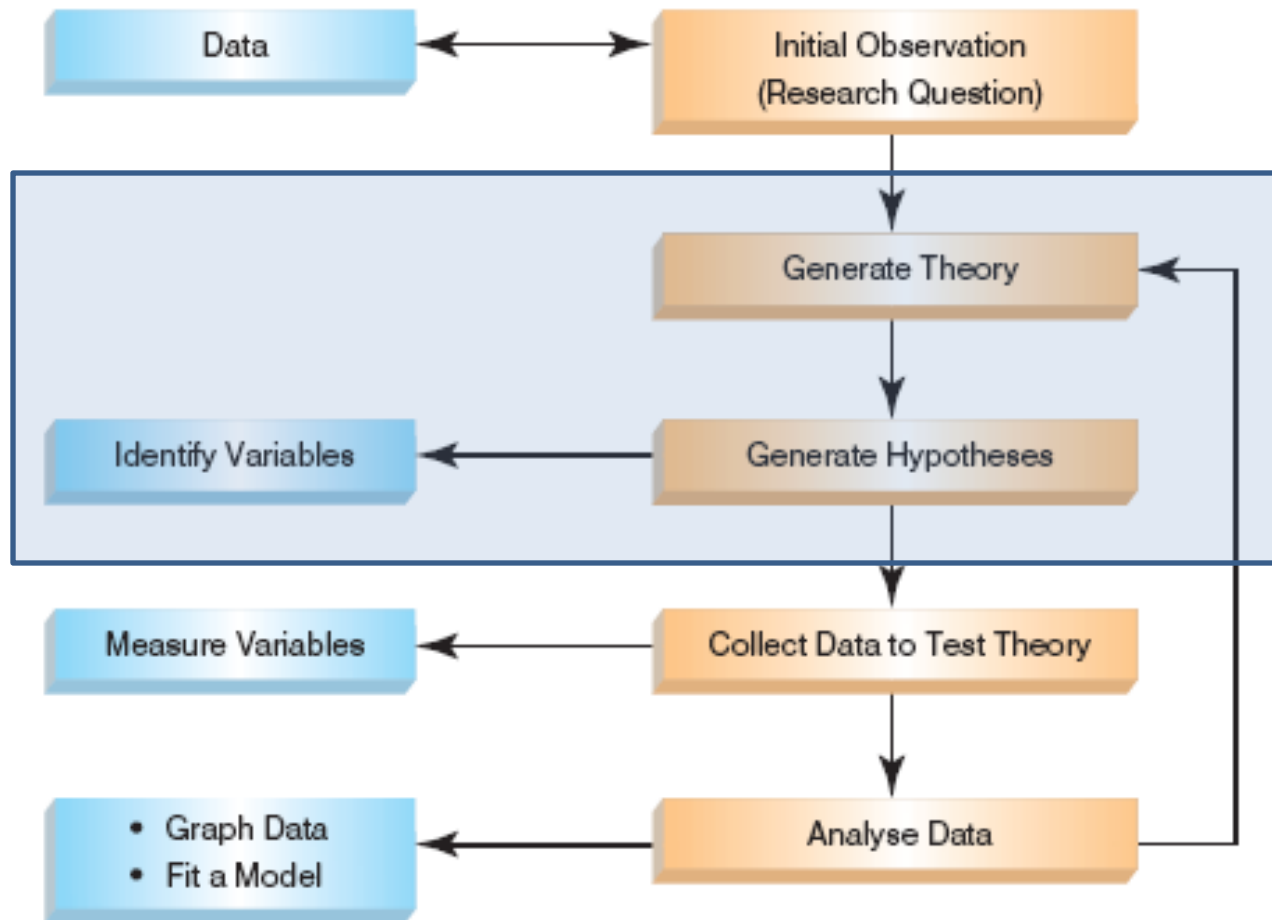 Data
Initial Observation
(Research Question)
Generate Theory
Identify Variables
Generate Hypotheses
Measure Variables
Collect Data to Test Theory
• Graph Data
• Fit a Model
Analyse Data